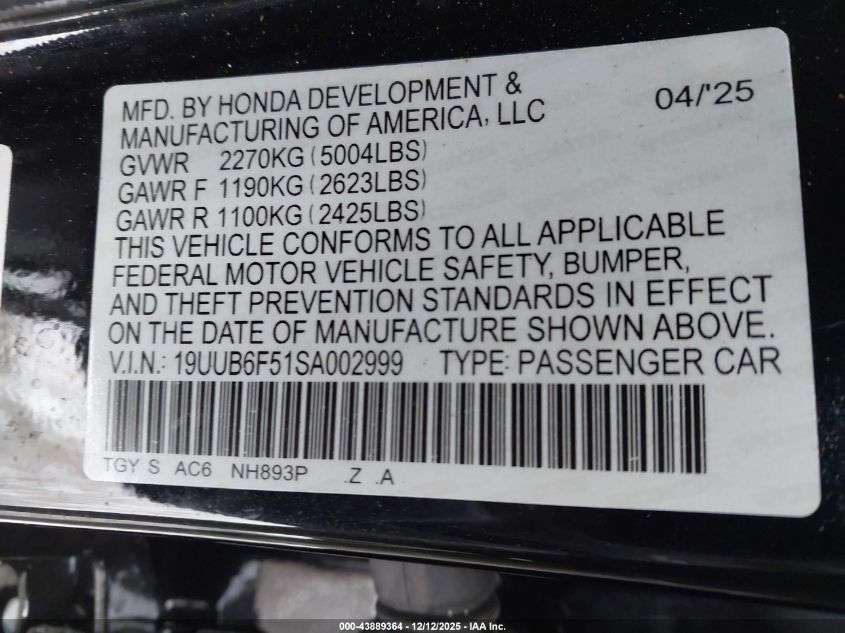 MFD. BY HONDA DEVELOPMENT & 04/'25
MANUFACTURING OF AMERICA, LLC
GVWR 2270KG (5004LBS)
GAWR F 1190KG (2623LBS)
GAWR R 1100KG (2425LBS)
THIS VEHICLE CONFORMS TO ALL APPLICABLE
FEDERAL MOTOR VEHICLE SAFETY, BUMPER,
AND THEFT PREVENTION STANDARDS IN EFFECT
ON THE DATE OF MANUFACTURE SHOWN ABOVE.
V.I.N.: 19UUB6F51SA002999 TYPE: PASSENGER CAR
TGY S AC6 NH893P .Z .A
000-43889364 - 12/12/2025 - IAA Inc.